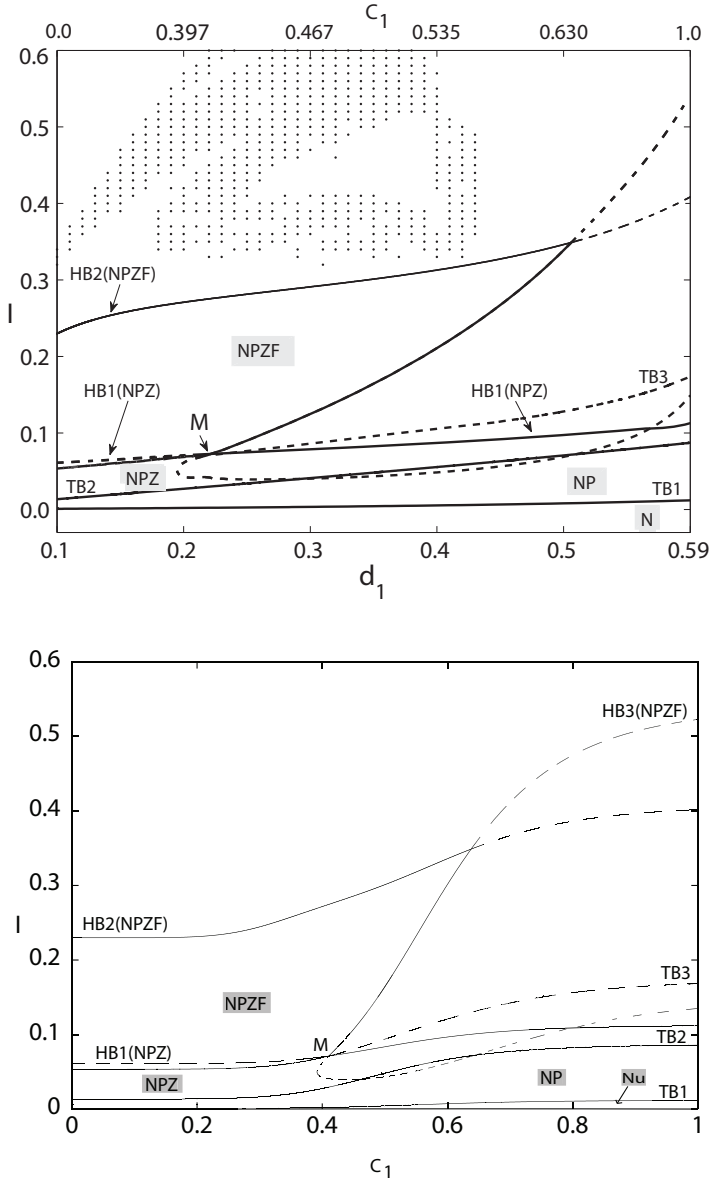 C1
0.0 0.397 0.467 0.535 0.630 1.0
0.6
0.5
0.4
0.3
HB2(NPZF)
I
0.2
NPZF
TB3
HB1(NPZ)
HB1(NPZ)
M
0.1
NPZ
NP
TB2
TB1
0.0
N
0.1 0.2 0.3 0.4 0.5 0.59
d1
0.6
HB3(NPZF)
0.5
0.4
0.3
HB2(NPZF)
I
0.2
TB3
NPZF
0.1
M
HB1(NPZ)
TB2
NPZ
NP
Nu
TB1
0
0 0.2 0.4 0.6 0.8 1
C1